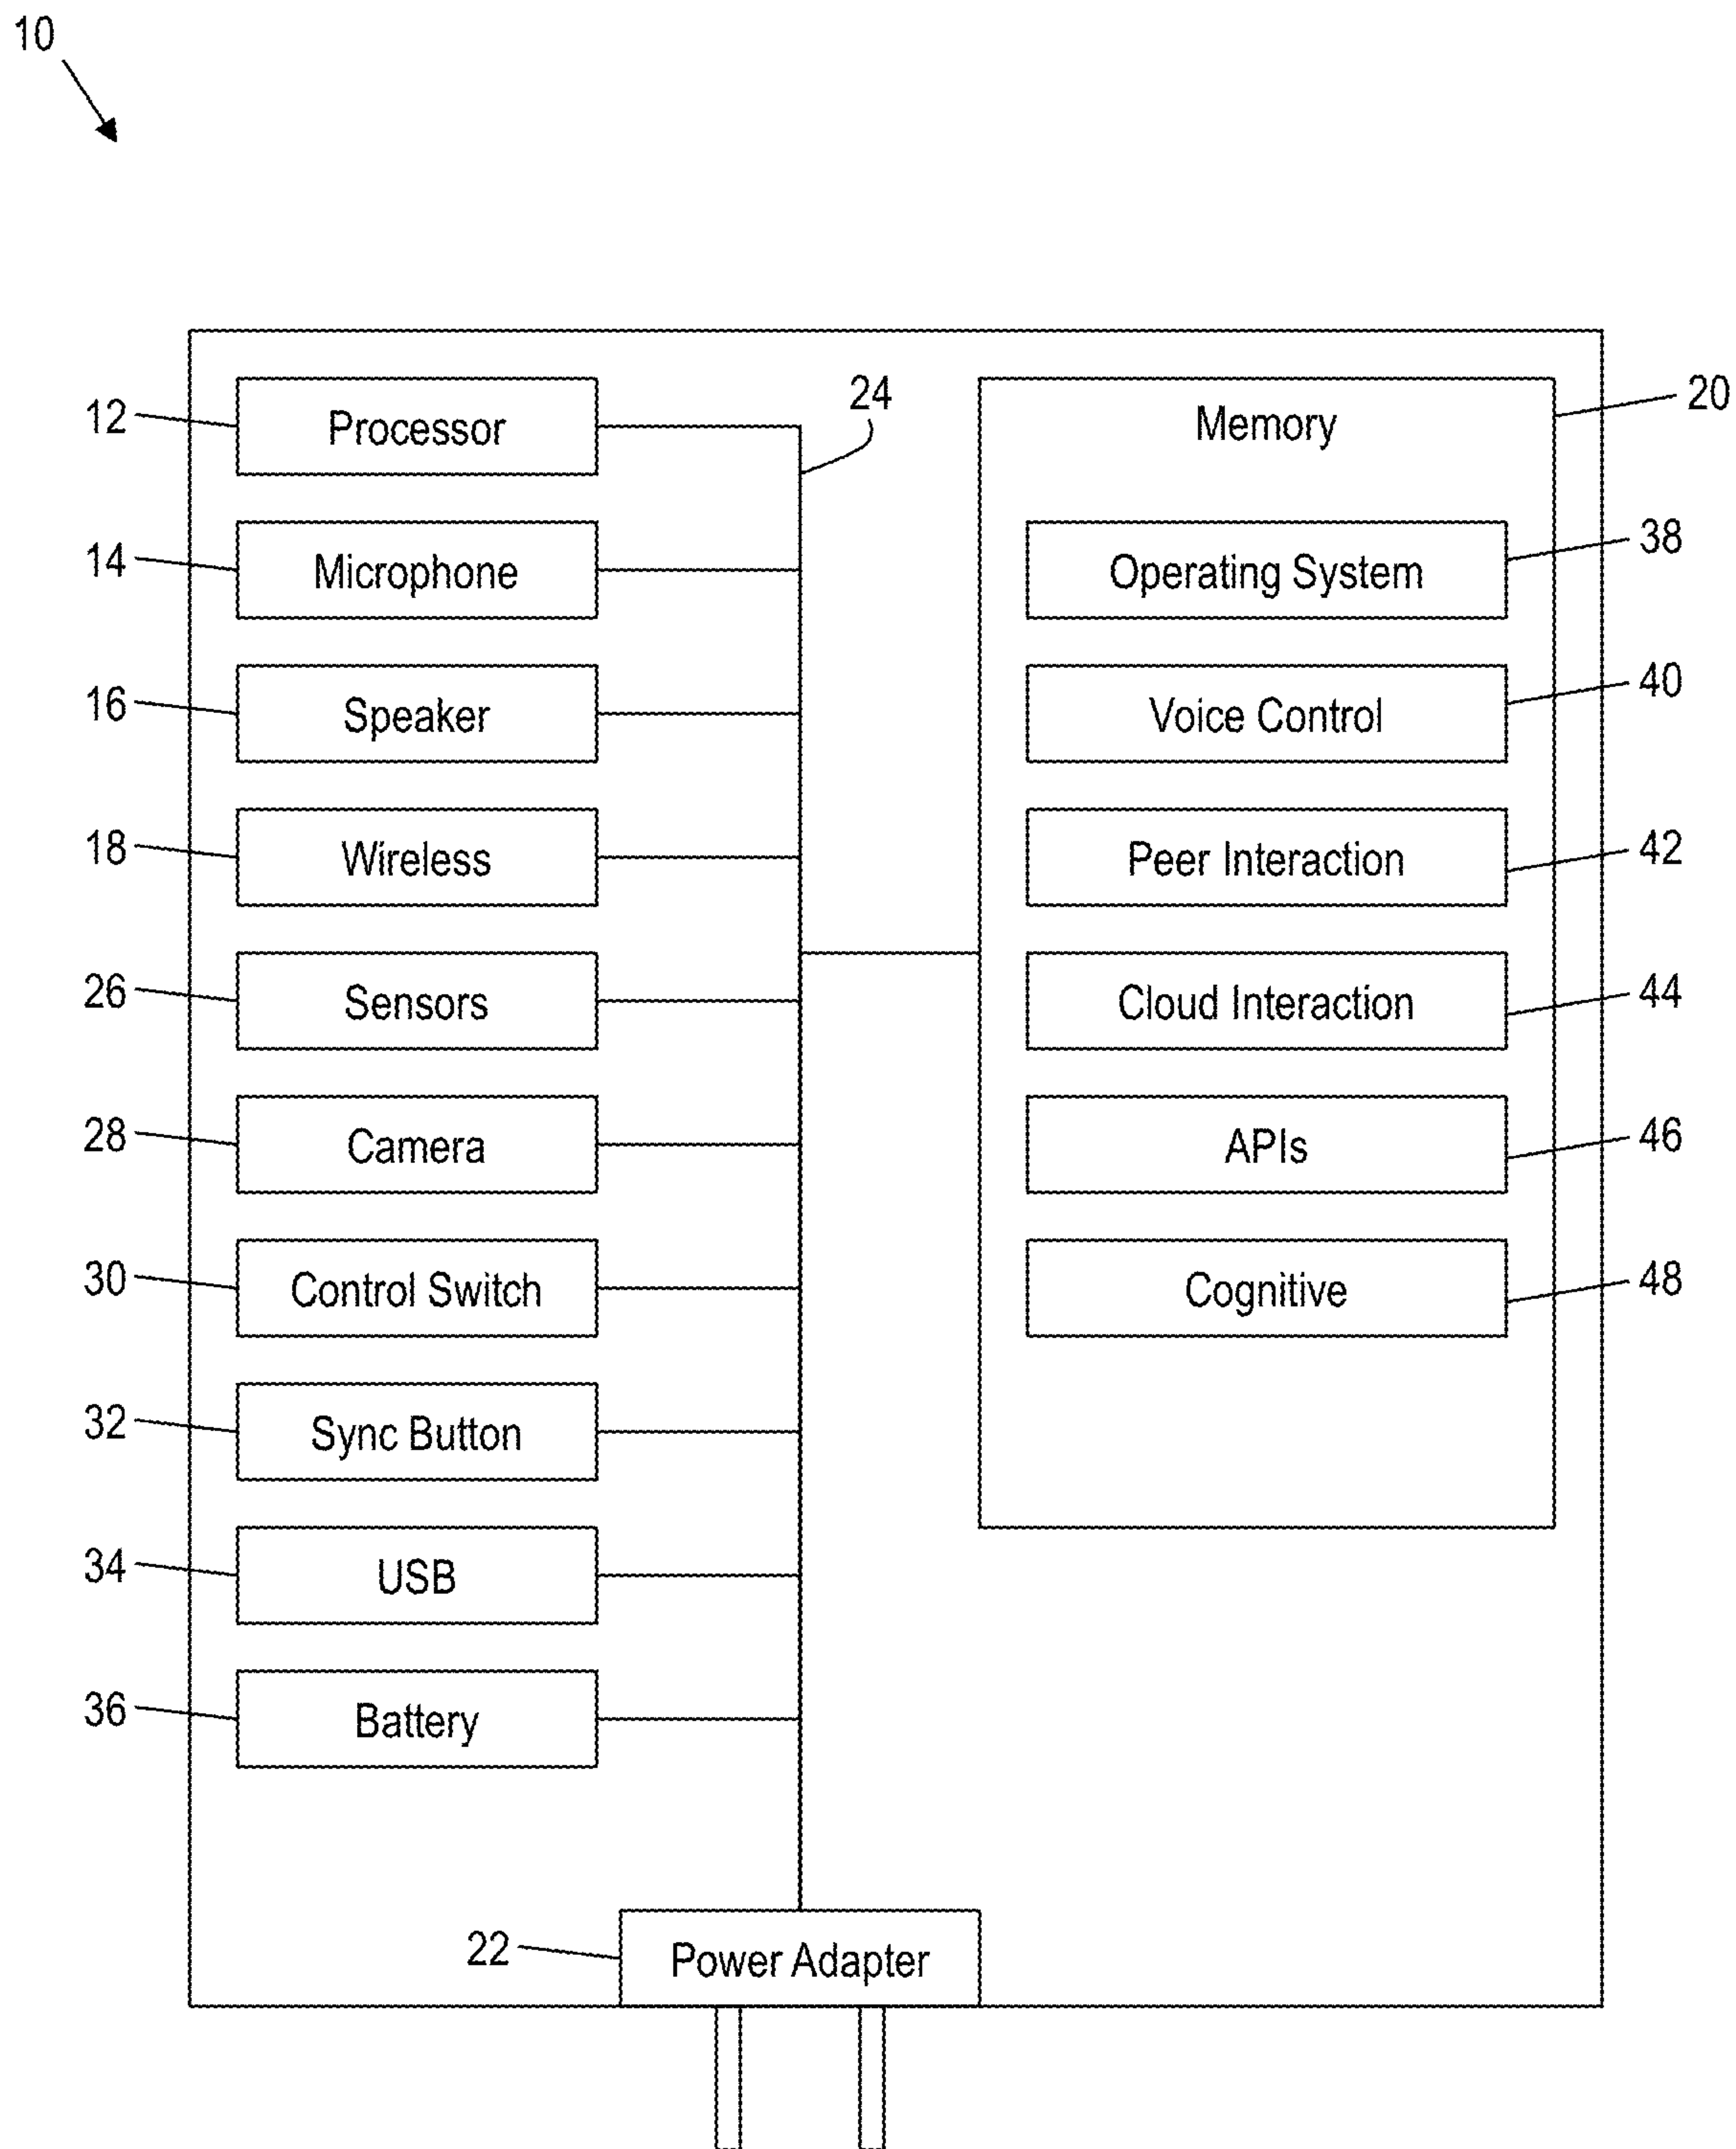 10
12 Processor 24 Memory 20
14 Microphone Operating System 38
16 Speaker Voice Control 40
18 Wireless Peer Interaction 42
26 Sensors Cloud Interaction 44
28 Camera APIs 46
30 Control Switch Cognitive 48
32 Sync Button
34 USB
36 Battery
22 Power Adapter